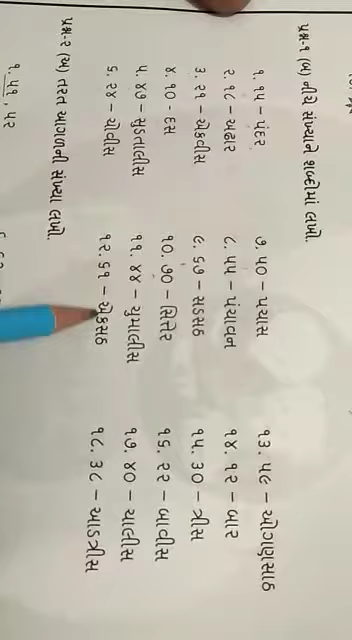 પ્રશ્ન-૧ (બ) નીચે સંખ્યાને શબ્દોમાં લખો.
૧. ૧૫ – પંદર
૭. ૫૦ – પચાસ
૧૩. ૫૯ – ઓગણસાઠ
૨. ૧૮ – અઢાર
૮. ૫૫ – પંચાવન
૧૪. ૧૨ – બાર
૩. ૨૧ – એકવીસ
૯. ૬૭ – સડસઠ
૧૫. ૩૦ – ત્રીસ
૪. ૧૦ – દસ
૧૦. ૭૦ – સિત્તેર
૧૬. ૨૨ – બાવીસ
૫. ૪૭ – સુડતાલીસ
૧૧. ૪૪ – ચુમાલીસ
૧૭. ૪૦ – ચાલીસ
૬. ૨૪ – ચોવીસ
૧૨. ૬૧ – એકસઠ
૧૮. ૩૮ – આડત્રીસ
પ્રશ્ન-૨ (અ) તરત આગળની સંખ્યા લખો.
૧. ૫૧, ૫૨